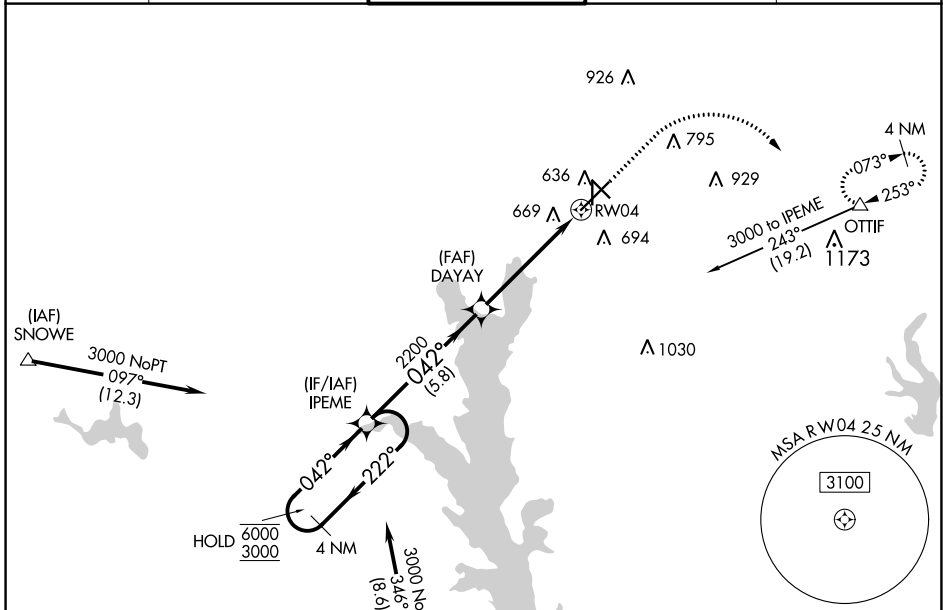 926
795
4 NM
073°
636
929
253°
RW04
669
3000 to IPEME
OTTIF
694
243°
(19.2)
1173
(FAF)
DAYAY
(IAF)
SNOWE
1030
3000 NoPT
2200
097°
042°
(12.3)
(5.8)
(IF/IAF)
IPEME
MSA RW04 25 NM
042°
222°
3100
HOLD
6000
3000
4 NM
3000
346°
(8.6)